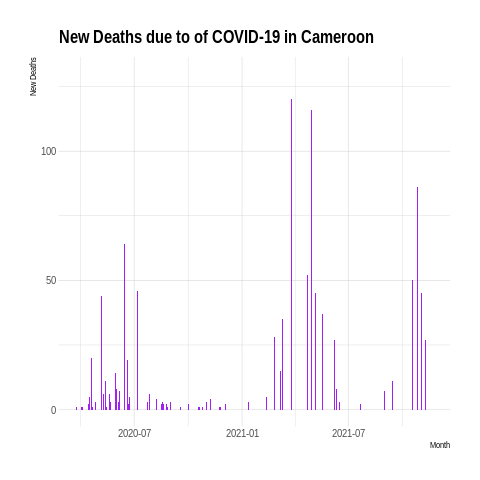 New Deaths due to of COVID-19 in Cameroon
New Deaths
100
50
0
2020-07 2021-01 2021-07
Month